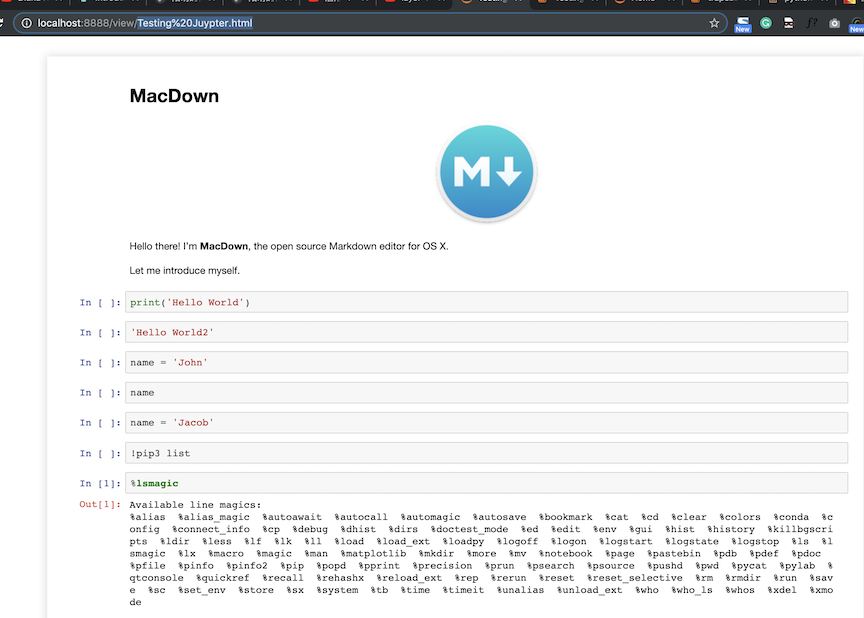 localhost:8888/view/Testing%20Juypter.html
New
New
MacDown
M
Hello there! I'm MacDown, the open source Markdown editor for OS X.
Let me introduce myself.
In [ ]: print('Hello World')
In [ ]: 'Hello World2'
In [ ]: name = 'John'
In [ ]: name
In [ ]: name = 'Jacob'
In [ ]: !pip3 list
In [1]: %lsmagic
Out[1]: Available line magics:
%alias %alias_magic %autoawait %autocall %automagic %autosave %bookmark %cat %cd %clear %colors %conda %c
onfig %connect_info %cp %debug %dhist %dirs %doctest_mode %ed %edit %env %gui %hist %history %killbgscri
pts %ldir %less %lf %lk %ll %load %load_ext %loadpy %logoff %logon %logstart %logstate %logstop %ls %l
smagic %lx %macro %magic %man %matplotlib %mkdir %more %mv %notebook %page %pastebin %pdb %pdef %pdoc
%pfile %pinfo %pinfo2 %pip %popd %pprint %precision %prun %psearch %psource %pushd %pwd %pycat %pylab %
qtconsole %quickref %recall %rehashx %reload_ext %rep %rerun %reset %reset_selective %rm %rmdir %run %sav
e %sc %set_env %store %sx %system %tb %time %timeit %unalias %unload_ext %who %who_ls %whos %xdel %xmo
de